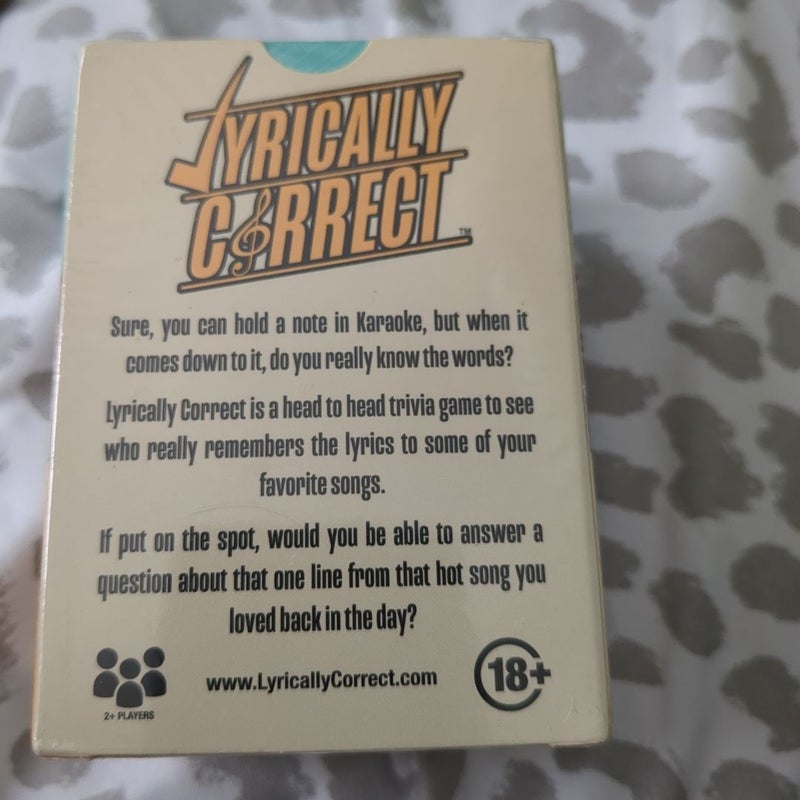 LYRICALLY
CORRECT™
Sure, you can hold a note in Karaoke, but when it
comes down to it, do you really know the words?
Lyrically Correct is a head to head trivia game to see
who really remembers the lyrics to some of your
favorite songs.
If put on the spot, would you be able to answer a
question about that one line from that hot song you
loved back in the day?
2+ PLAYERS
www.LyricallyCorrect.com
18+